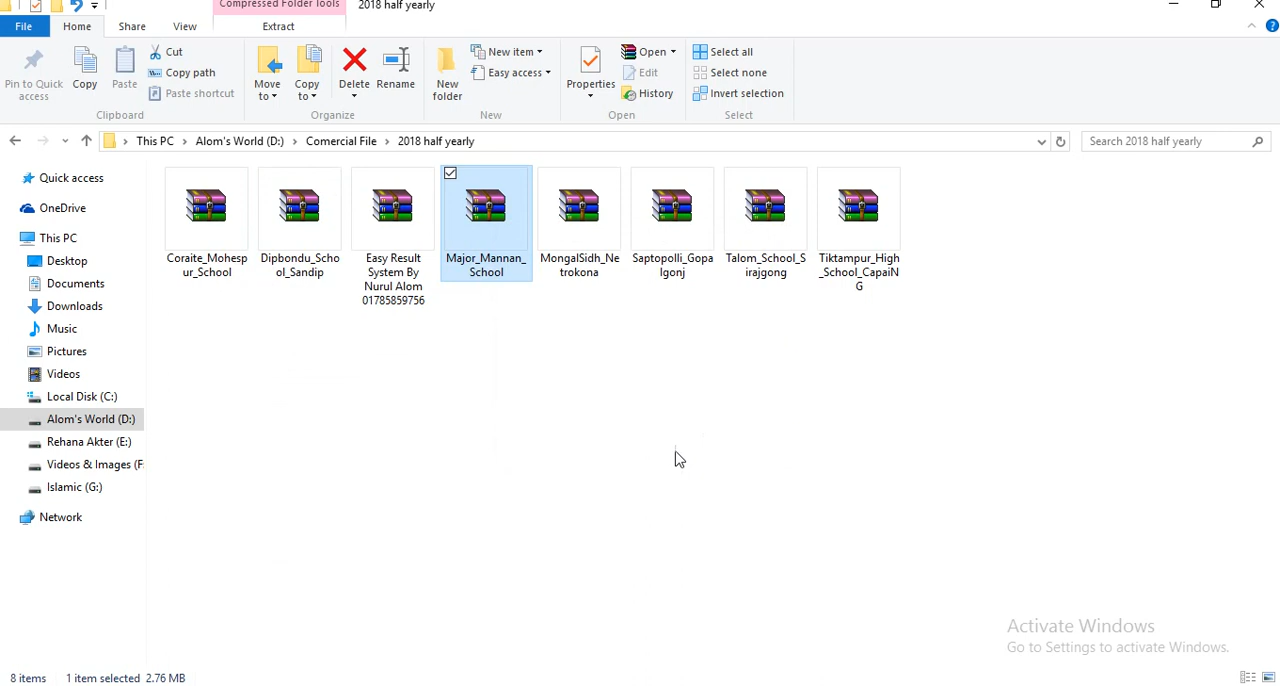 Compressed Folder Tools
2018 half yearly
File
Home
Share
View
Extract
Pin to Quick access
Copy
Paste
Cut
Copy path
Paste shortcut
Clipboard
Move to
Copy to
Delete
Rename
Organize
New folder
New item
Easy access
New
Properties
Open
Edit
History
Open
Select all
Select none
Invert selection
Select
This PC
Alom's World (D:)
Comercial File
2018 half yearly
Search 2018 half yearly
Quick access
OneDrive
This PC
Desktop
Documents
Downloads
Music
Pictures
Videos
Local Disk (C:)
Alom's World (D:)
Rehana Akter (E:)
Videos & Images (F:
Islamic (G:)
Network
Coraite_Mohesp
ur_School
Dipbondu_Scho
ol_Sandip
Easy Result
System By
Nurul Alom
01785859756
Major_Mannan_
School
MongalSidh_Ne
trokona
Saptopolli_Gopa
lgonj
Talom_School_S
irajgong
Tiktampur_High
_School_CapaiN
G
Activate Windows
Go to Settings to activate Windows.
8 items
1 item selected 2.76 MB